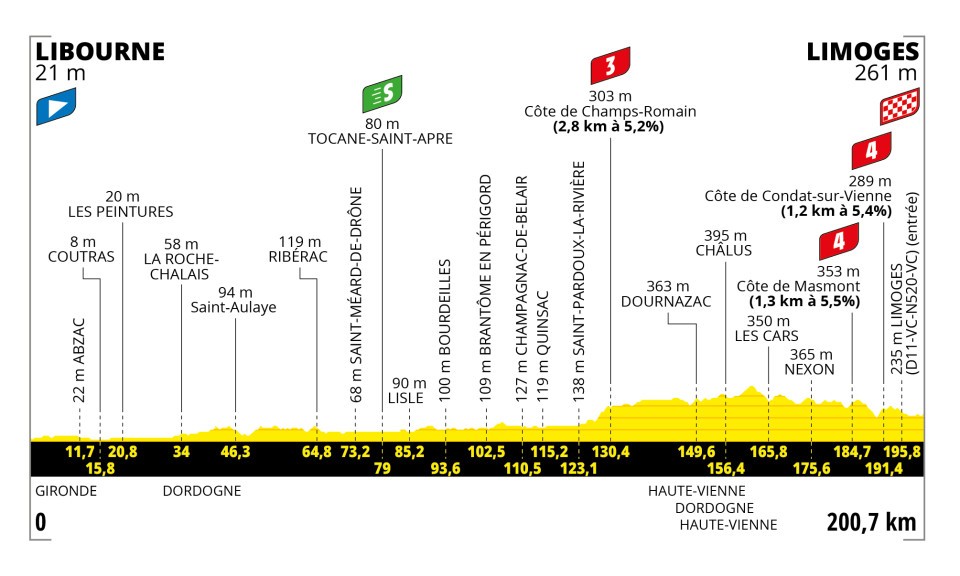 LIBOURNE
21 m
LIMOGES
261 m
S
3
4
4
80 m
TOCANE-SAINT-APRE
303 m
Côte de Champs-Romain
(2,8 km à 5,2%)
289 m
Côte de Condat-sur-Vienne
(1,2 km à 5,4%)
20 m
LES PEINTURES
8 m
COUTRAS
58 m
LA ROCHE-
CHALAIS
94 m
Saint-Aulaye
119 m
RIBÉRAC
395 m
CHÂLUS
353 m
Côte de Masmont
(1,3 km à 5,5%)
363 m
DOURNAZAC
350 m
LES CARS
365 m
NEXON
90 m
LISLE
22 m ABZAC
68 m SAINT-MÉARD-DE-DRÔNE
100 m BOURDEILLES
109 m BRANTÔME EN PÉRIGORD
127 m CHAMPAGNAC-DE-BELAIR
119 m QUINSAC
138 m SAINT-PARDOUX-LA-RIVIÈRE
235 m LIMOGES
(D11-VC-N520-VC) (entrée)
11,7 20,8 34 46,3 64,8 73,2 85,2 102,5 115,2 130,4 149,6 165,8 184,7 195,8
15,8 79 93,6 110,5 123,1 156,4 175,6 191,4
GIRONDE DORDOGNE HAUTE-VIENNE
DORDOGNE
HAUTE-VIENNE
0 200,7 km